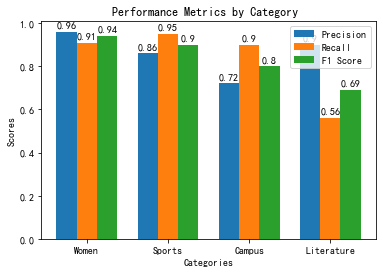 Performance Metrics by Category
Precision
Recall
F1 Score
0.96
0.91
0.94
0.86
0.95
0.9
0.72
0.9
0.8
0.56
0.69
1.0
0.8
0.6
0.4
0.2
0.0
Scores
Women
Sports
Campus
Literature
Categories